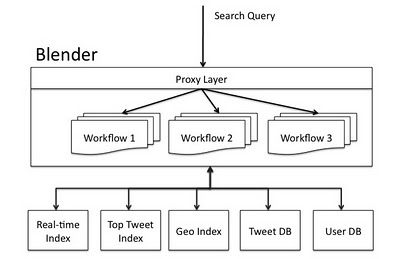 Search Query
Blender
Proxy Layer
Workflow 1
Workflow 2
Workflow 3
Real-time
Index
Top Tweet
Index
Geo Index
Tweet DB
User DB